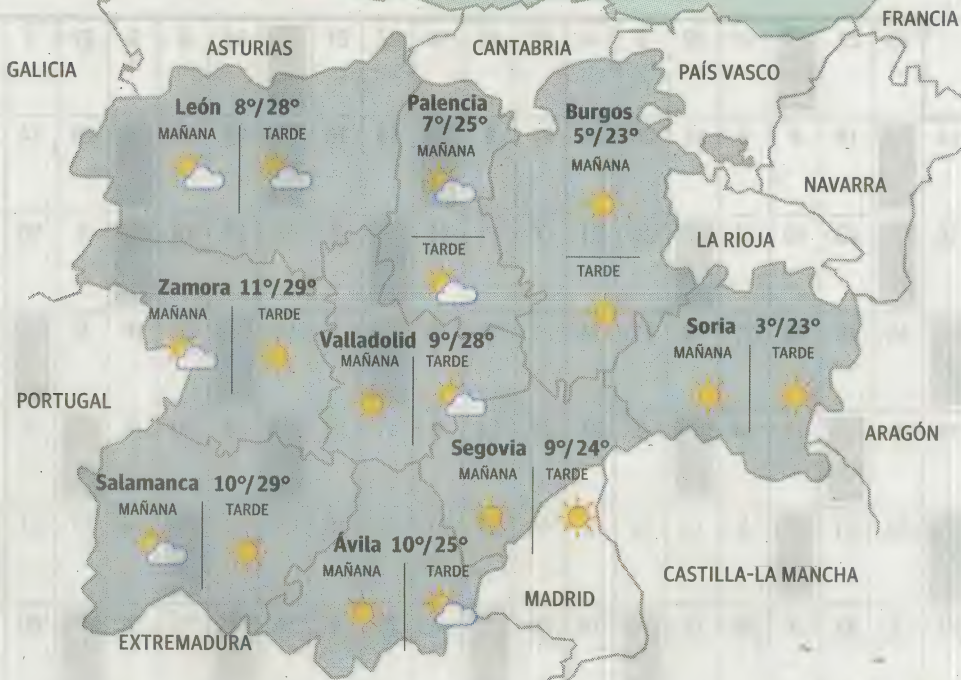 FRANCIA
ASTURIAS
CANTABRIA
GALICIA
PAÍS VASCO
León 8°/28°
MAÑANA TARDE
Palencia
7°/25°
MAÑANA
TARDE
Burgos
5°/23°
MAÑANA
TARDE
NAVARRA
LA RIOJA
Zamora 11°/29°
MAÑANA TARDE
Valladolid 9°/28°
MAÑANA TARDE
Soria 3°/23°
MAÑANA TARDE
PORTUGAL
ARAGÓN
Segovia 9°/24°
MAÑANA TARDE
Salamanca 10°/29°
MAÑANA TARDE
Ávila 10°/25°
MAÑANA TARDE
CASTILLA-LA MANCHA
MADRID
EXTREMADURA